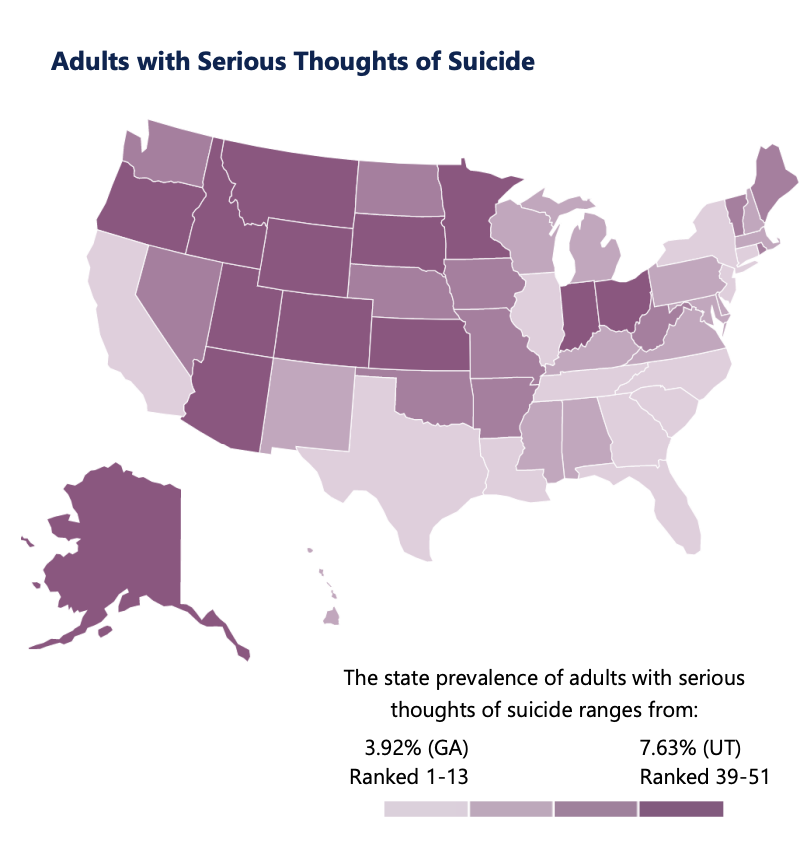 Adults with Serious Thoughts of Suicide
The state prevalence of adults with serious
thoughts of suicide ranges from:
3.92% (GA) 7.63% (UT)
Ranked 1-13 Ranked 39-51